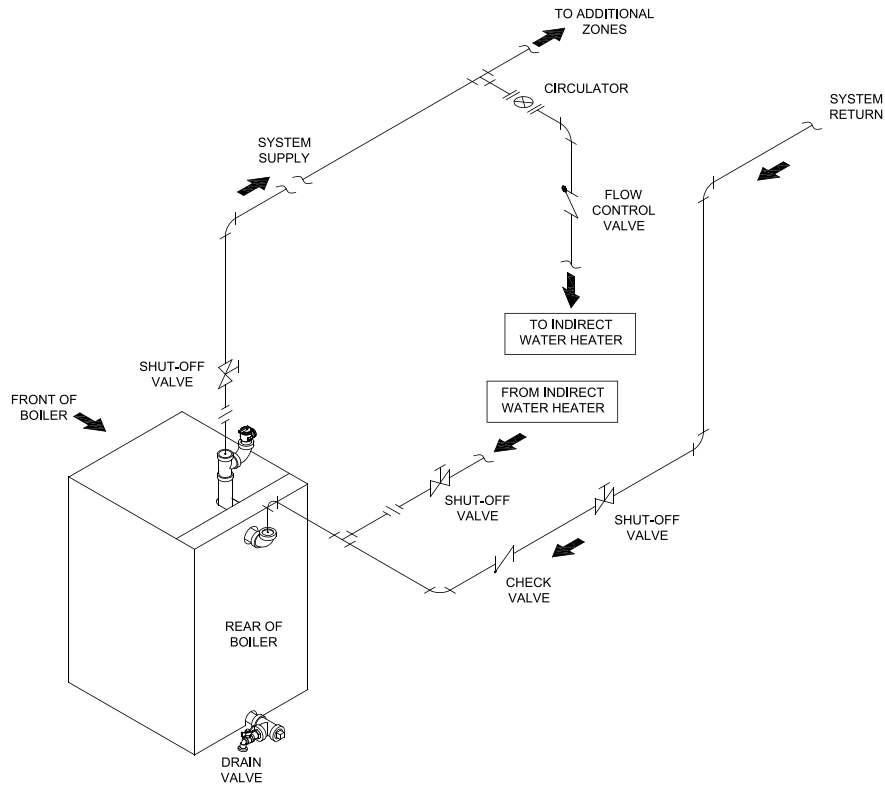 TO ADDITIONAL
ZONES
CIRCULATOR
SYSTEM
RETURN
SYSTEM
SUPPLY
FLOW
CONTROL
VALVE
TO INDIRECT
WATER HEATER
SHUT-OFF
VALVE
FROM INDIRECT
WATER HEATER
FRONT OF
BOILER
SHUT-OFF
VALVE
SHUT-OFF
VALVE
CHECK
VALVE
REAR OF
BOILER
DRAIN
VALVE